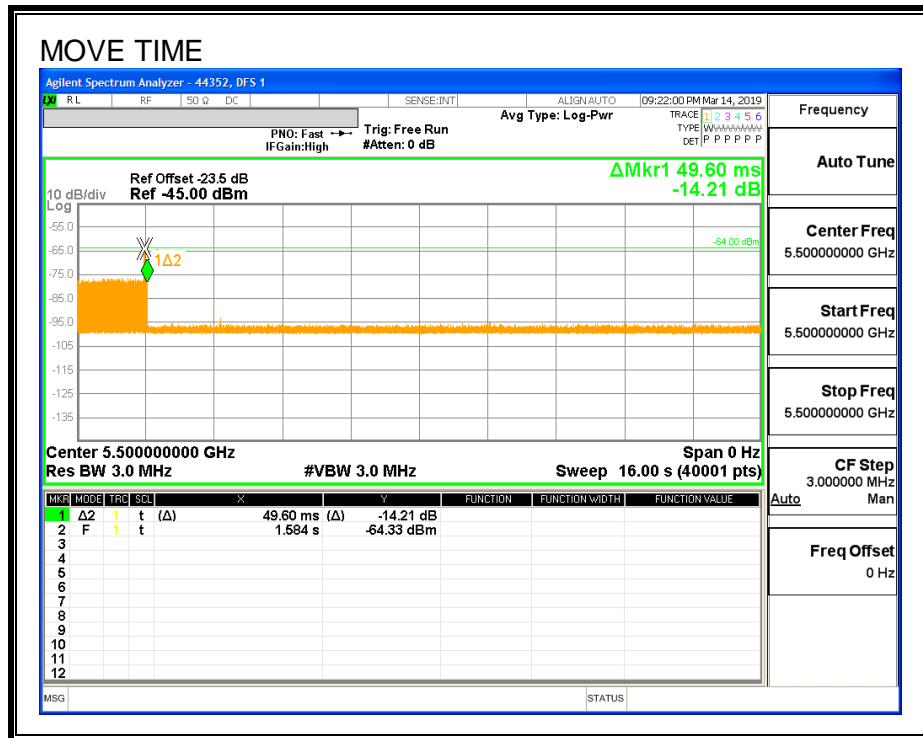 MOVE TIME
Agilent Spectrum Analyzer - 44352, DFS 1
LXI RL RF 50 Ω DC SENSE:INT ALIGN AUTO 09:22:00 PM Mar 14, 2019
PNO: Fast
IFGain:High
Trig: Free Run
#Atten: 0 dB
Avg Type: Log-Pwr
TRACE 1 2 3 4 5 6
TYPE WWWWWW
DET P P P P P P
ΔMkr1 49.60 ms
-14.21 dB
Ref Offset -23.5 dB
10 dB/div Ref -45.00 dBm
Log
-55.0
-65.0
-75.0
-85.0
-95.0
-105
-115
-125
-135
-64.00 dBm
1Δ2
Center 5.500000000 GHz Span 0 Hz
Res BW 3.0 MHz #VBW 3.0 MHz Sweep 16.00 s (40001 pts)
MKR MODE TRC SCL X Y FUNCTION FUNCTION WIDTH FUNCTION VALUE
1 Δ2 1 t (Δ) 49.60 ms (Δ) -14.21 dB
2 F 1 t 1.584 s -64.33 dBm
3
4
5
6
7
8
9
10
11
12
MSG STATUS
Frequency
Auto Tune
Center Freq
5.500000000 GHz
Start Freq
5.500000000 GHz
Stop Freq
5.500000000 GHz
CF Step
3.000000 MHz
Auto Man
Freq Offset
0 Hz